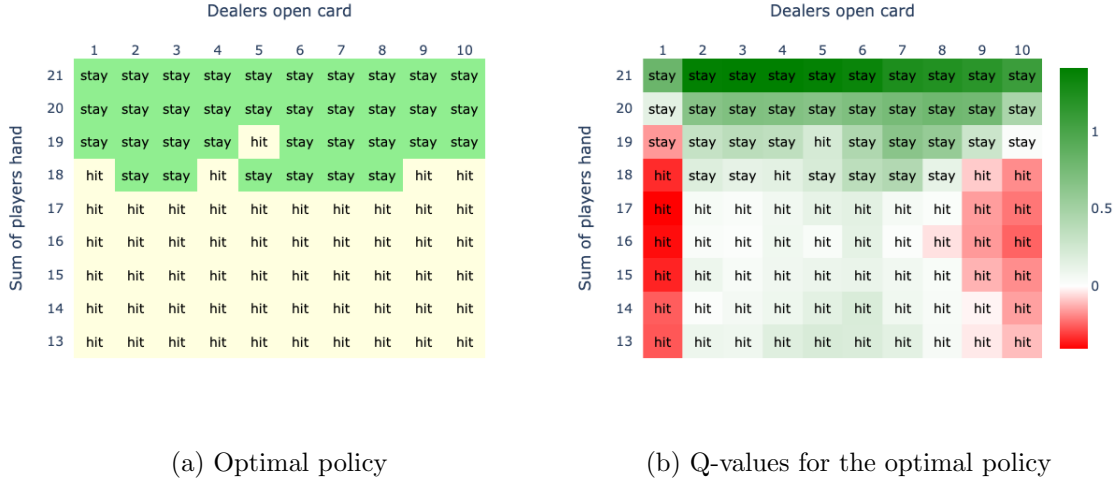 Dealers open card
1 2 3 4 5 6 7 8 9 10
Sum of players hand
21 stay stay stay stay stay stay stay stay stay stay
20 stay stay stay stay stay stay stay stay stay stay
19 stay stay stay stay hit stay stay stay stay stay
18 hit stay stay hit stay stay stay stay hit hit
17 hit hit hit hit hit hit hit hit hit hit
16 hit hit hit hit hit hit hit hit hit hit
15 hit hit hit hit hit hit hit hit hit hit
14 hit hit hit hit hit hit hit hit hit hit
13 hit hit hit hit hit hit hit hit hit hit
(a) Optimal policy
Dealers open card
1 2 3 4 5 6 7 8 9 10
Sum of players hand
21 stay stay stay stay stay stay stay stay stay stay
20 stay stay stay stay stay stay stay stay stay stay
19 stay stay stay stay hit stay stay stay stay stay
18 hit stay stay hit stay stay stay stay hit hit
17 hit hit hit hit hit hit hit hit hit hit
16 hit hit hit hit hit hit hit hit hit hit
15 hit hit hit hit hit hit hit hit hit hit
14 hit hit hit hit hit hit hit hit hit hit
13 hit hit hit hit hit hit hit hit hit hit
1
0.5
0
(b) Q-values for the optimal policy